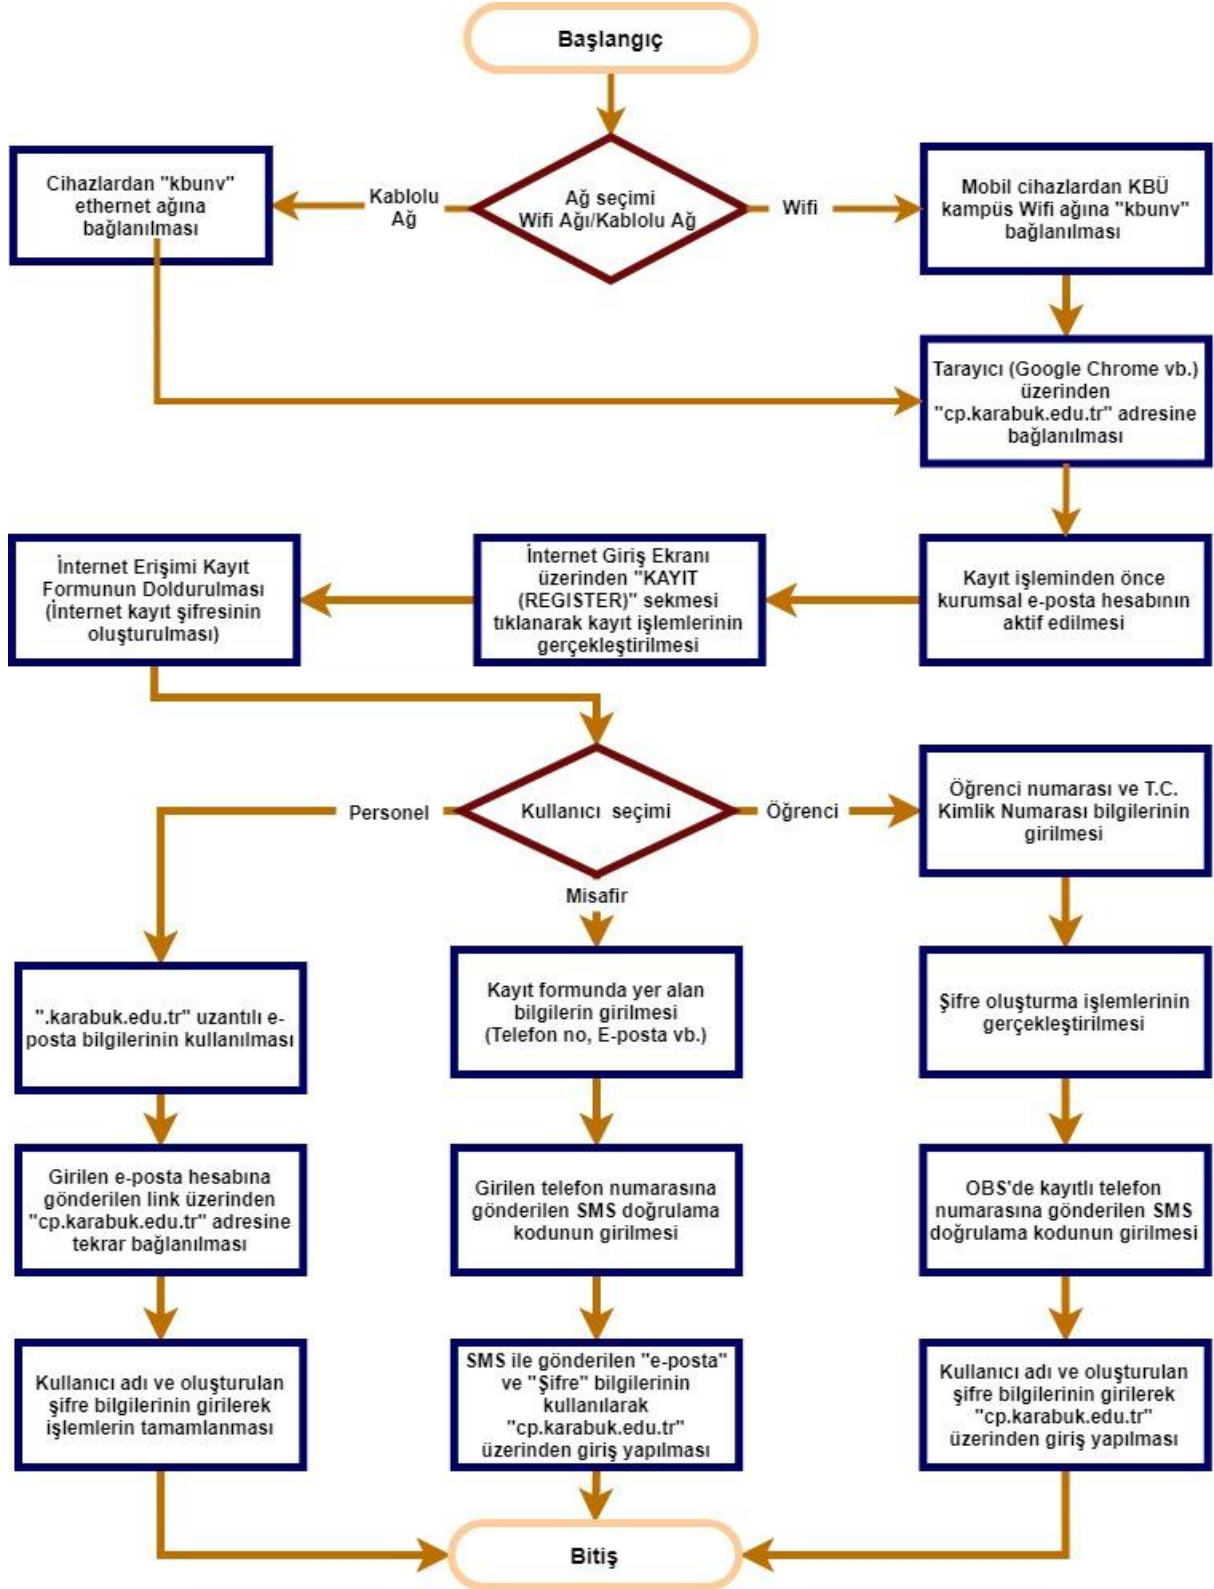 Başlangıç
Cihazlardan "kbunv"
ethernet ağına
bağlanılması
Kablolu
Ağ
Ağ seçimi
Wifi Ağı/Kablolu Ağ
Wifi
Mobil cihazlardan KBÜ
kampüs Wifi ağına "kbunv"
bağlanılması
Tarayıcı (Google Chrome vb.)
üzerinden
"cp.karabuk.edu.tr" adresine
bağlanılması
Kayıt işleminden önce
kurumsal e-posta hesabının
aktif edilmesi
İnternet Giriş Ekranı
üzerinden "KAYIT
(REGISTER)" sekmesi
tıklanarak kayıt işlemlerinin
gerçekleştirilmesi
İnternet Erişimi Kayıt
Formunun Doldurulması
(İnternet kayıt şifresinin
oluşturulması)
Kullanıcı seçimi
Personel
Misafir
Öğrenci
".karabuk.edu.tr" uzantılı e-
posta bilgilerinin kullanılması
Girilen e-posta hesabına
gönderilen link üzerinden
"cp.karabuk.edu.tr" adresine
tekrar bağlanılması
Kullanıcı adı ve oluşturulan
şifre bilgilerinin girilerek
işlemlerin tamamlanması
Kayıt formunda yer alan
bilgilerin girilmesi
(Telefon no, E-posta vb.)
Girilen telefon numarasına
gönderilen SMS doğrulama
kodunun girilmesi
SMS ile gönderilen "e-posta"
ve "Şifre" bilgilerinin
kullanılarak
"cp.karabuk.edu.tr"
üzerinden giriş yapılması
Öğrenci numarası ve T.C.
Kimlik Numarası bilgilerinin
girilmesi
Şifre oluşturma işlemlerinin
gerçekleştirilmesi
OBS'de kayıtlı telefon
numarasına gönderilen SMS
doğrulama kodunun girilmesi
Kullanıcı adı ve oluşturulan
şifre bilgilerinin girilerek
"cp.karabuk.edu.tr"
üzerinden giriş yapılması
Bitiş